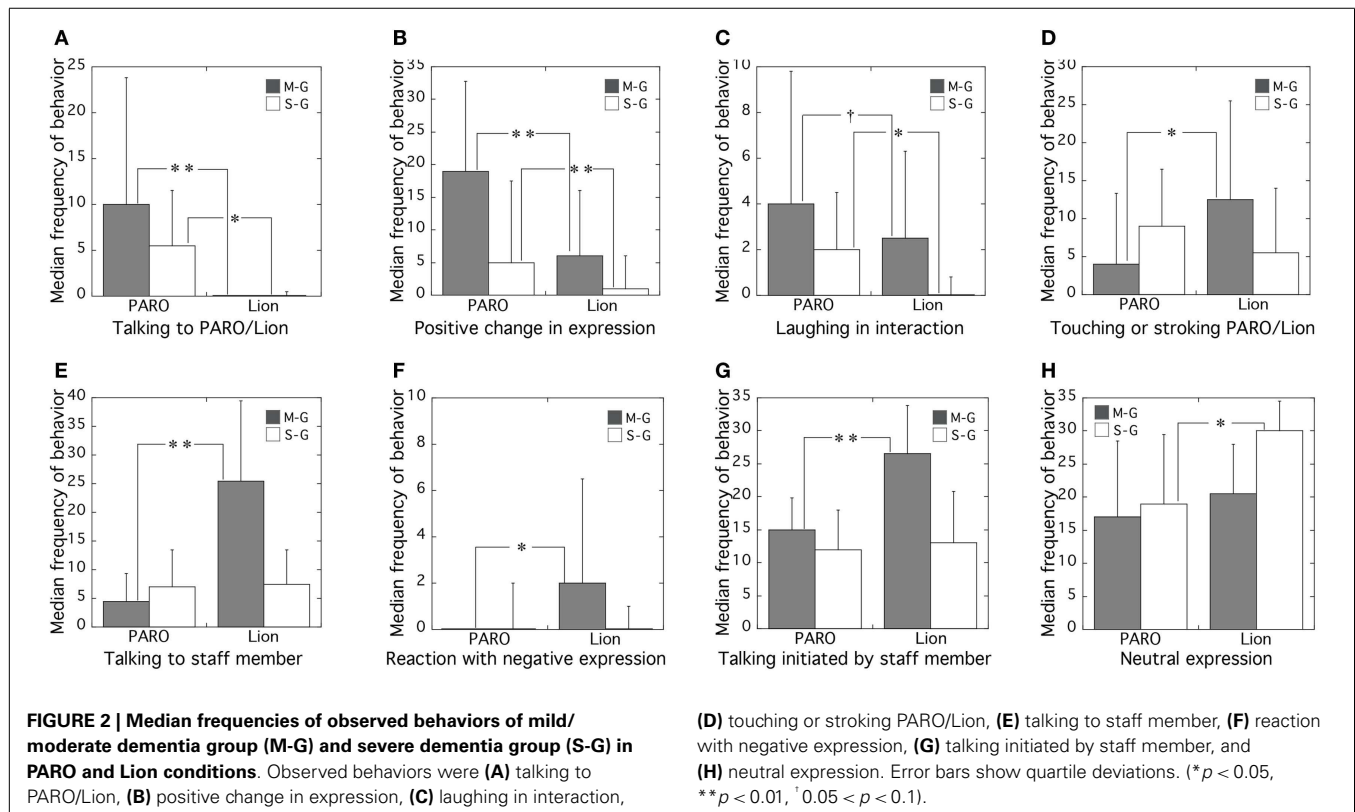 A
Median frequency of behavior
25
20
15
10
5
0
M-G
S-G
**
*
PARO
Lion
Talking to PARO/Lion
B
Median frequency of behavior
35
30
25
20
15
10
5
0
M-G
S-G
**
**
PARO
Lion
Positive change in expression
C
Median frequency of behavior
10
8
6
4
2
0
M-G
S-G
†
*
PARO
Lion
Laughing in interaction
D
Median frequency of behavior
30
25
20
15
10
5
0
M-G
S-G
*
PARO
Lion
Touching or stroking PARO/Lion
E
Median frequency of behavior
40
35
30
25
20
15
10
5
0
M-G
S-G
**
PARO
Lion
Talking to staff member
F
Median frequency of behavior
10
8
6
4
2
0
M-G
S-G
*
PARO
Lion
Reaction with negative expression
G
Median frequency of behavior
35
30
25
20
15
10
5
0
M-G
S-G
**
PARO
Lion
Talking initiated by staff member
H
Median frequency of behavior
35
30
25
20
15
10
5
0
M-G
S-G
*
PARO
Lion
Neutral expression
FIGURE 2 | Median frequencies of observed behaviors of mild/
moderate dementia group (M-G) and severe dementia group (S-G) in
PARO and Lion conditions. Observed behaviors were (A) talking to
PARO/Lion, (B) positive change in expression, (C) laughing in interaction,
(D) touching or stroking PARO/Lion, (E) talking to staff member, (F) reaction
with negative expression, (G) talking initiated by staff member, and
(H) neutral expression. Error bars show quartile deviations. (*p < 0.05,
**p < 0.01, †0.05 < p < 0.1).